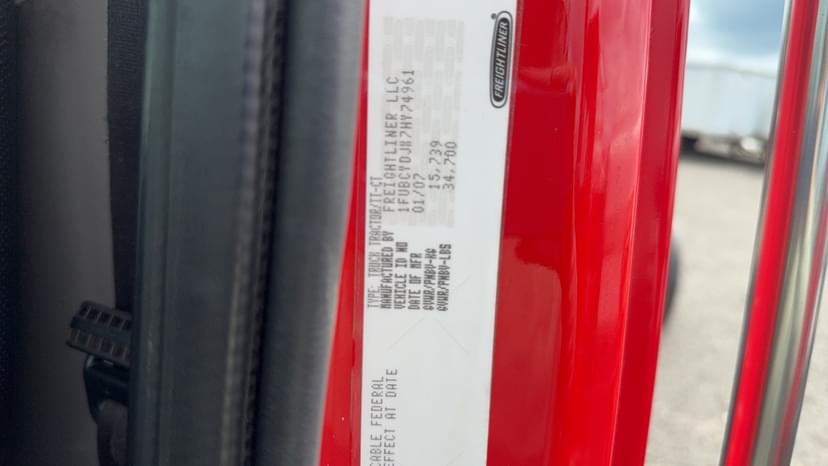 FREIGHTLINER
TYPE: TRUCK TRACTOR/TT-CT
MANUFACTURED BY FREIGHTLINER LLC
VEHICLE ID NO 1FUBCYDJX7HY74961
DATE OF MFR 01/07
GVWR/PNBV-KG 15,739
GVWR/PNBV-LBS 34,700
CABLE FEDERAL
EFFECT AT DATE